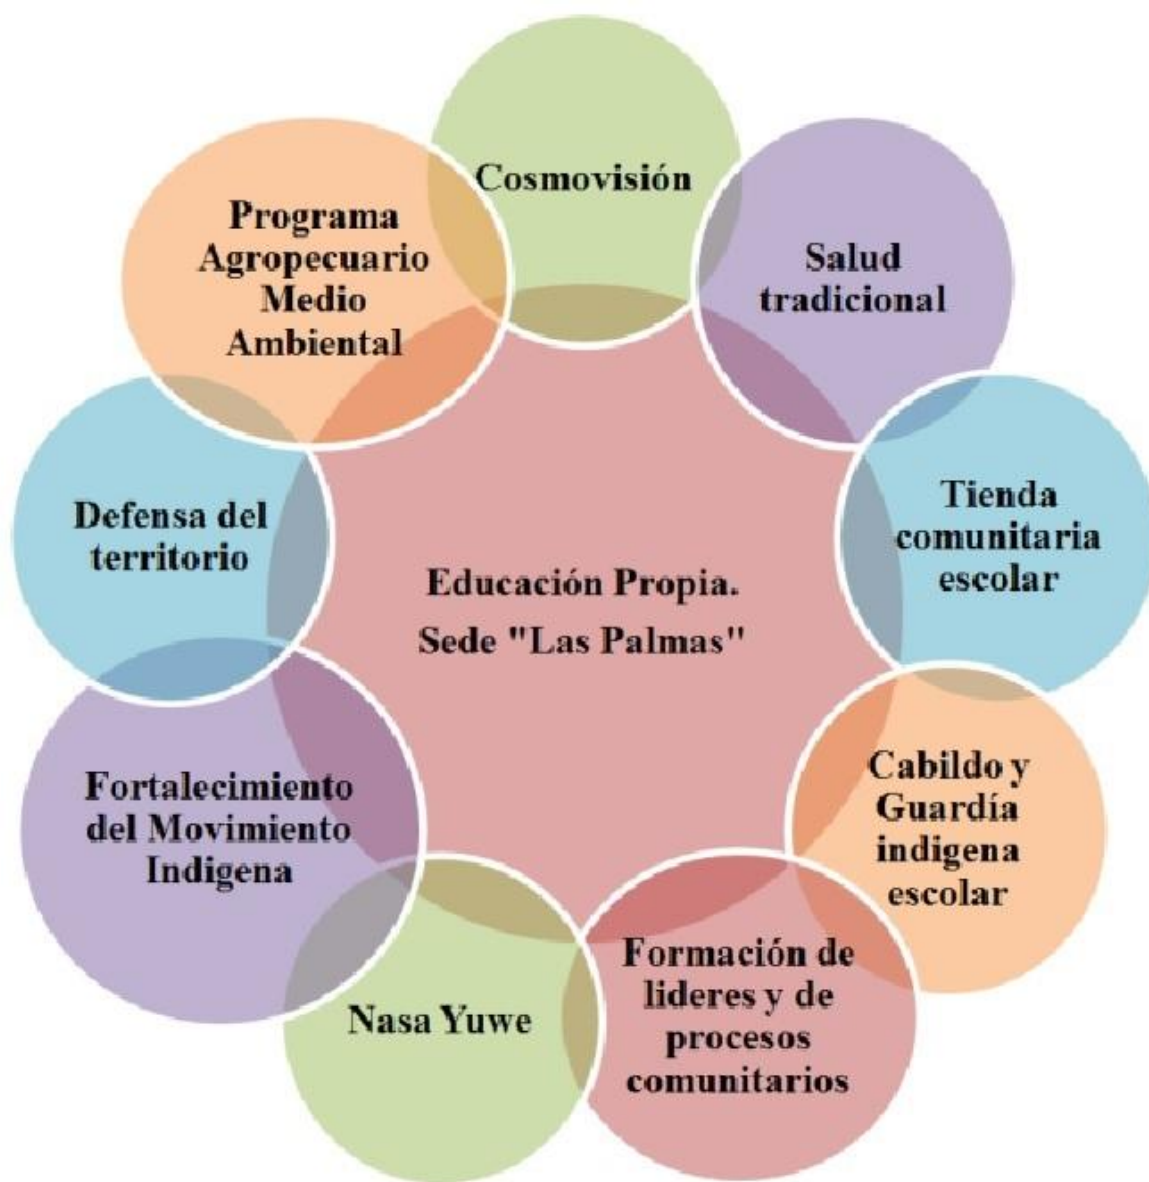 Cosmovisión
Salud
tradicional
Tienda
comunitaria
escolar
Cabildo y
Guardía
indigena
escolar
Formación de
lideres y de
procesos
comunitarios
Nasa Yuwe
Fortalecimiento
del Movimiento
Indigena
Defensa del
territorio
Programa
Agropecuario
Medio
Ambiental
Educación Propia.
Sede "Las Palmas"